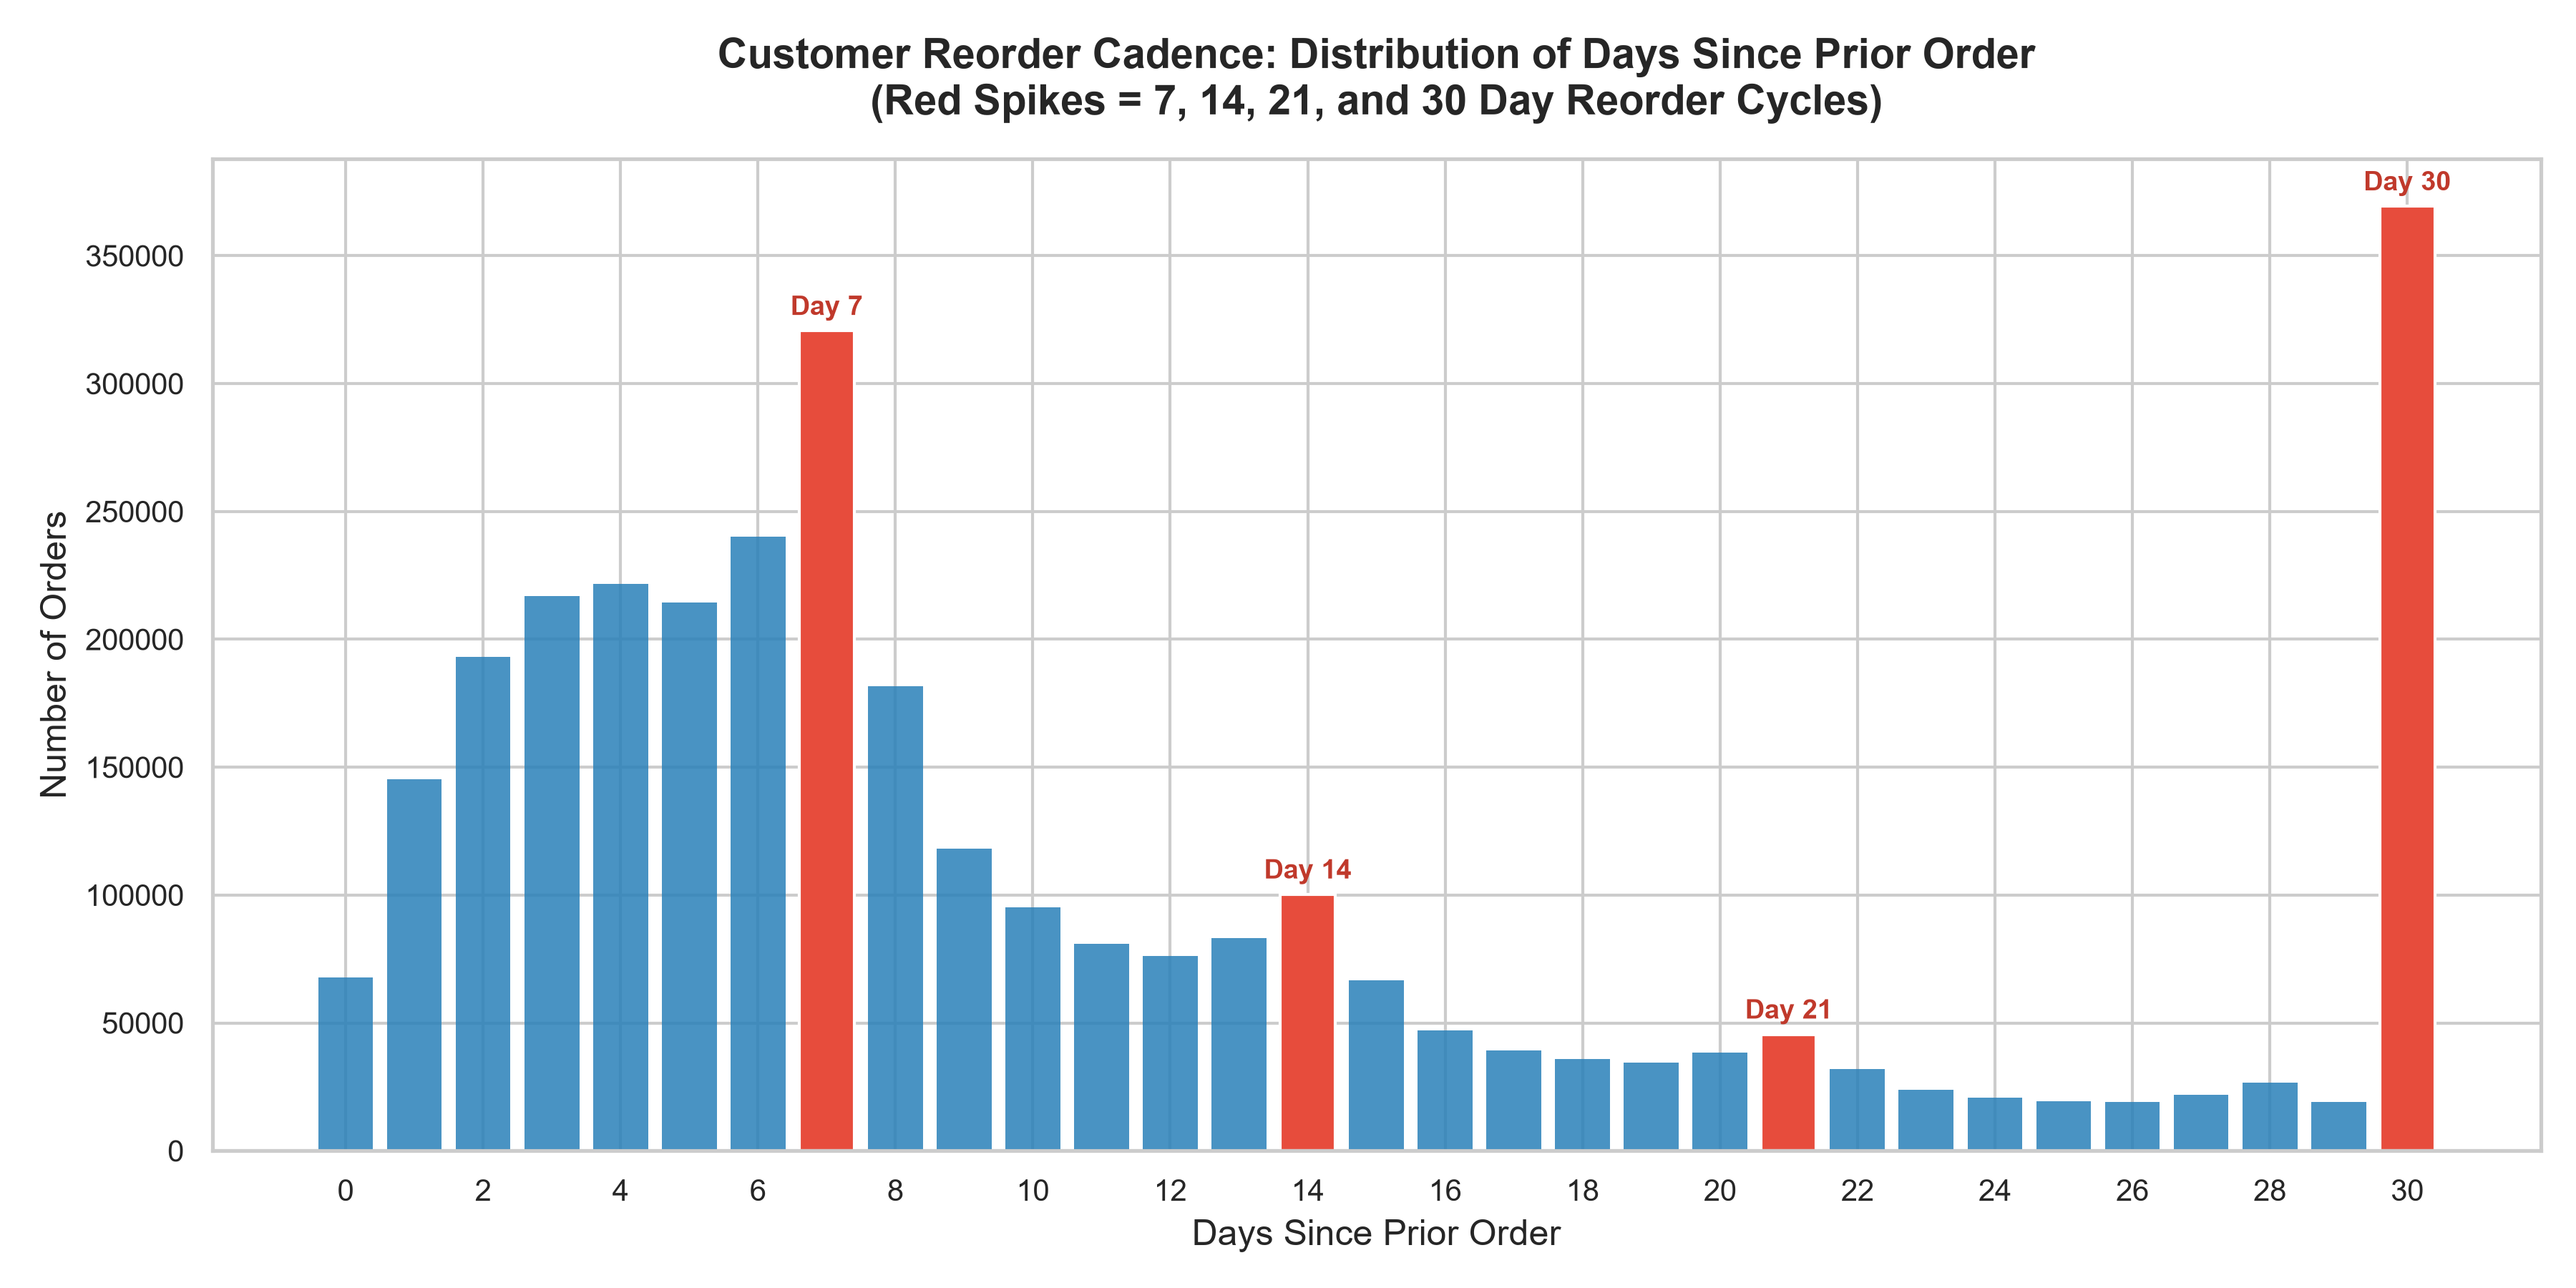 Customer Reorder Cadence: Distribution of Days Since Prior Order
(Red Spikes = 7, 14, 21, and 30 Day Reorder Cycles)
Day 30
350000
Day 7
300000
250000
200000
150000
Day 14
100000
Day 21
50000
0
Number of Orders
0 2 4 6 8 10 12 14 16 18 20 22 24 26 28 30
Days Since Prior Order